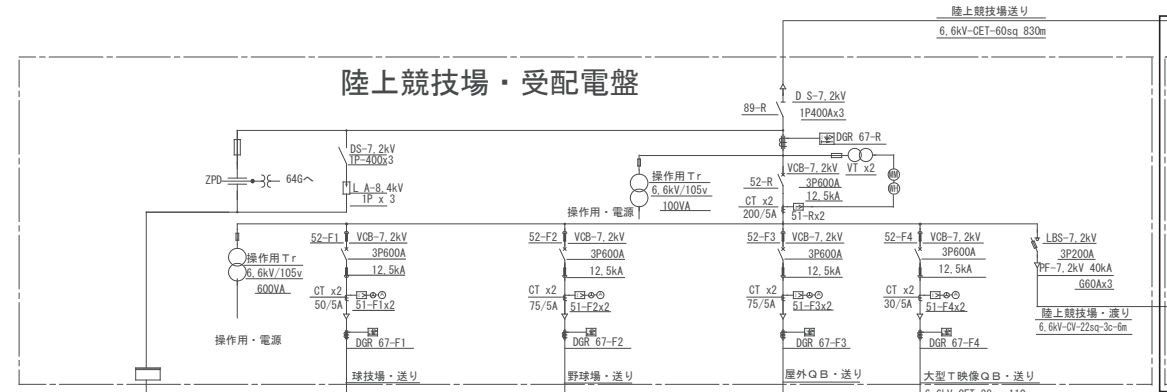 陸上競技場送り
6.6kV-CET-60sq 830m
陸上競技場・受配電盤
D S-7.2kV
89-R
1P400Ax3
DGR 67-R
DS-7.2kV
1P-400x3
ZPD
64Gへ
L A-8.4kV
1P x 3
操作用Tr
6.6kV/105v
100VA
操作用・電源
VT x2
WM
WH
VCB-7.2kV
52-R
3P600A
12.5kA
CT x2
200/5A
51-Rx2
操作用Tr
6.6kV/105v
600VA
操作用・電源
52-F1
VCB-7.2kV
3P600A
12.5kA
CT x2
50/5A
51-F1x2
DGR 67-F1
球技場・送り
52-F2
VCB-7.2kV
3P600A
12.5kA
CT x2
75/5A
51-F2x2
DGR 67-F2
野球場・送り
52-F3
VCB-7.2kV
3P600A
12.5kA
CT x2
75/5A
51-F3x2
DGR 67-F3
屋外QB・送り
52-F4
VCB-7.2kV
3P600A
12.5kA
CT x2
30/5A
51-F4x2
DGR 67-F4
大型T映像QB・送り
LBS-7.2kV
3P200A
PF-7.2kV 40kA
G60Ax3
陸上競技場・渡り
6.6kV-CV-22sq-3c-6m